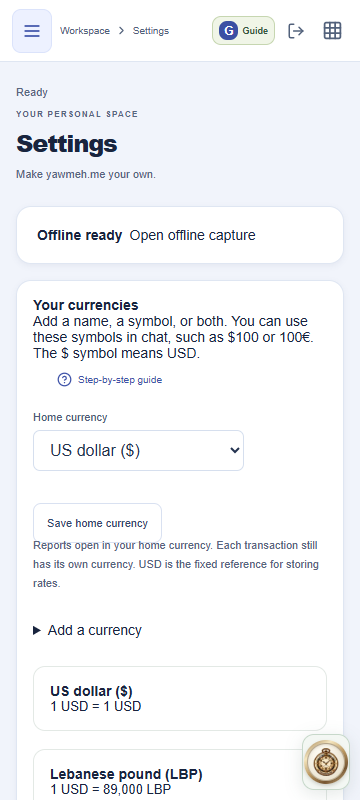 Workspace > Settings
G Guide
Ready
YOUR PERSONAL SPACE
Settings
Make yawmeh.me your own.
Offline ready Open offline capture
Your currencies
Add a name, a symbol, or both. You can use
these symbols in chat, such as $100 or 100€.
The $ symbol means USD.
? Step-by-step guide
Home currency
US dollar ($)
Save home currency
Reports open in your home currency. Each transaction still
has its own currency. USD is the fixed reference for storing
rates.
Add a currency
US dollar ($)
1 USD = 1 USD
Lebanese pound (LBP)
1 USD = 89,000 LBP